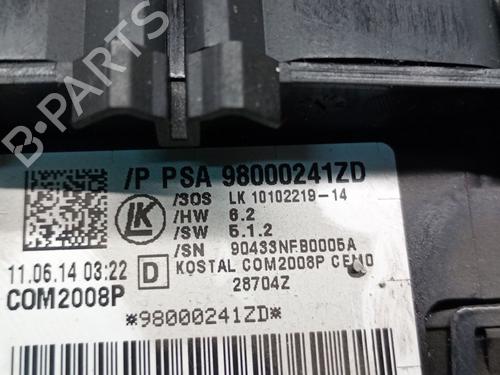 B-PARTS
/P PSA 98000241ZD
LK
/SOS LK 10102219-14
/HW 6.2
/SW 5.1.2
/SN 90433NFB0005A
11.06.14 03:22 D KOSTAL COM2008P CEM0
COM2008P 28704Z
*98000241ZD*